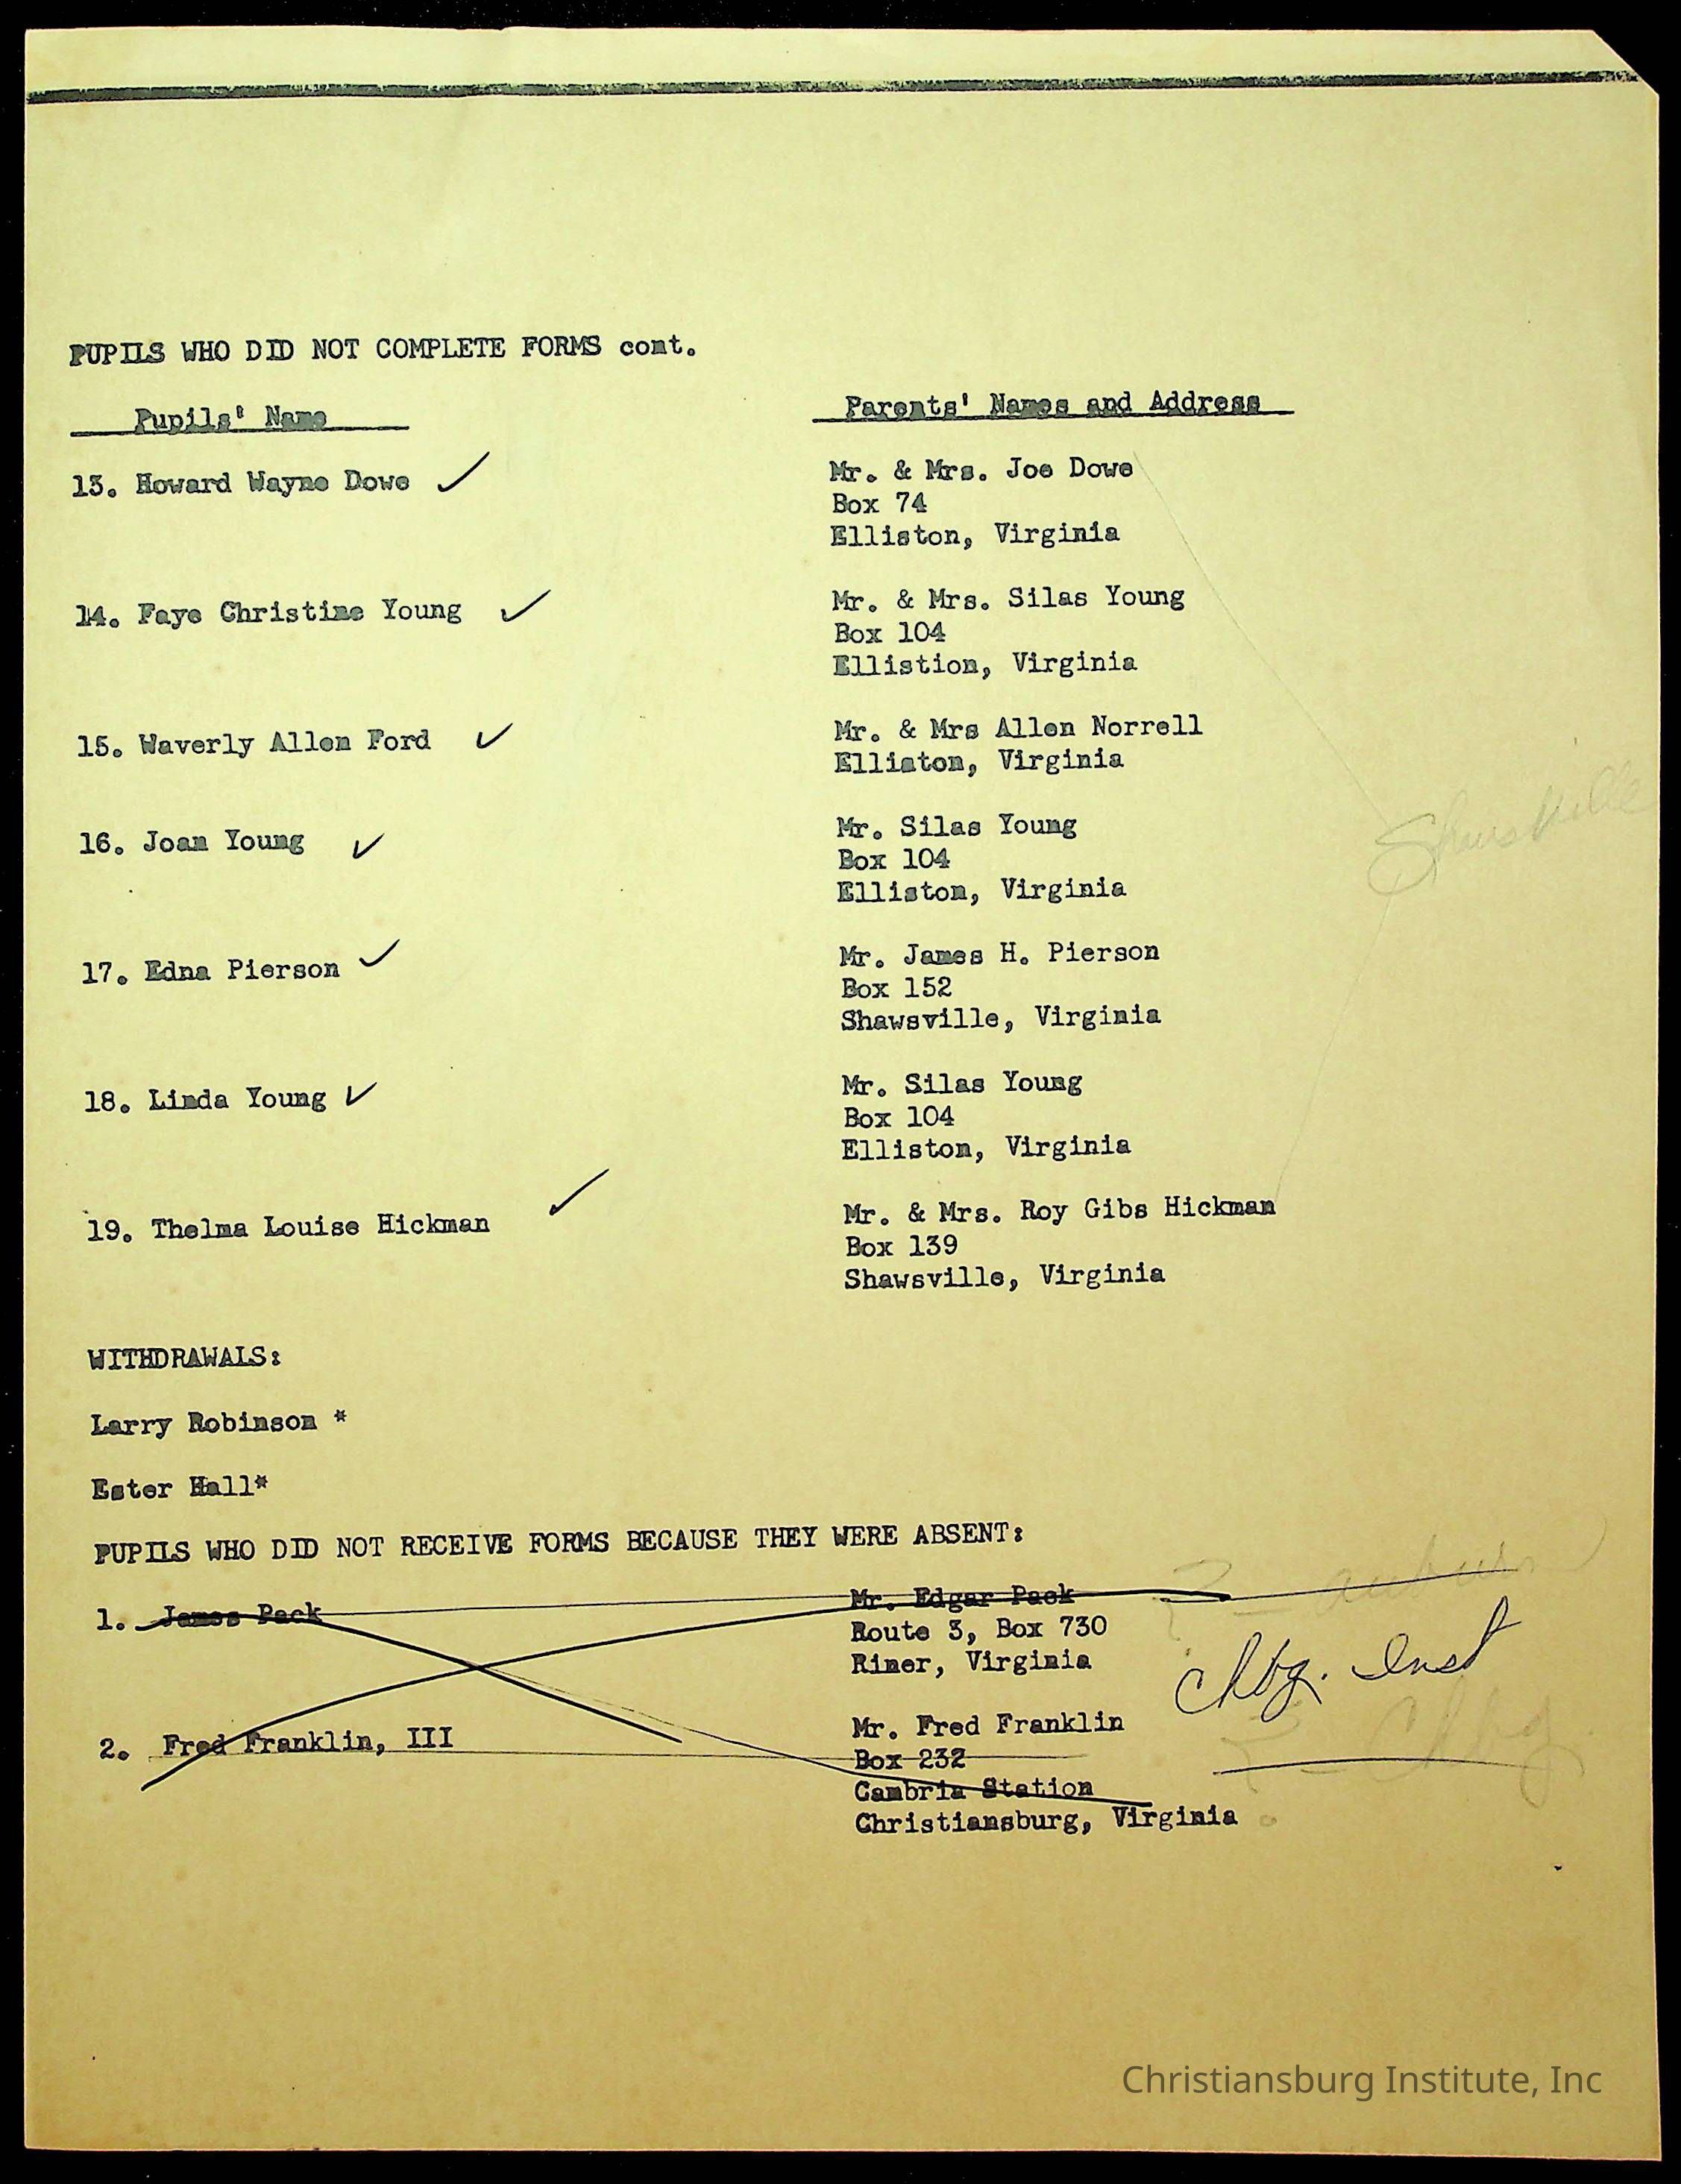 PUPILS WHO DID NOT COMPLETE FORMS cont.
Pupils' Name Parents' Names and Address
13. Howard Wayne Dowe ✓ Mr. & Mrs. Joe Dowe
Box 74
Elliston, Virginia
14. Faye Christine Young ✓ Mr. & Mrs. Silas Young
Box 104
Ellistion, Virginia
15. Waverly Allen Ford ✓ Mr. & Mrs Allen Norrell
Elliston, Virginia
16. Joan Young ✓ Mr. Silas Young
Box 104
Elliston, Virginia
Shawsville
17. Edna Pierson ✓ Mr. James H. Pierson
Box 152
Shawsville, Virginia
18. Linda Young ✓ Mr. Silas Young
Box 104
Elliston, Virginia
19. Thelma Louise Hickman ✓ Mr. & Mrs. Roy Gibs Hickman
Box 139
Shawsville, Virginia
WITHDRAWALS:
Larry Robinson *
Ester Hall*
PUPILS WHO DID NOT RECEIVE FORMS BECAUSE THEY WERE ABSENT:
1. James Pack Mr. Edgar Pack
Route 3, Box 730
Riner, Virginia
auburn
Chbg. Inst
2. Fred Franklin, III Mr. Fred Franklin
Box 232
Cambria Station
Christiansburg, Virginia
Chbg
Christiansburg Institute, Inc